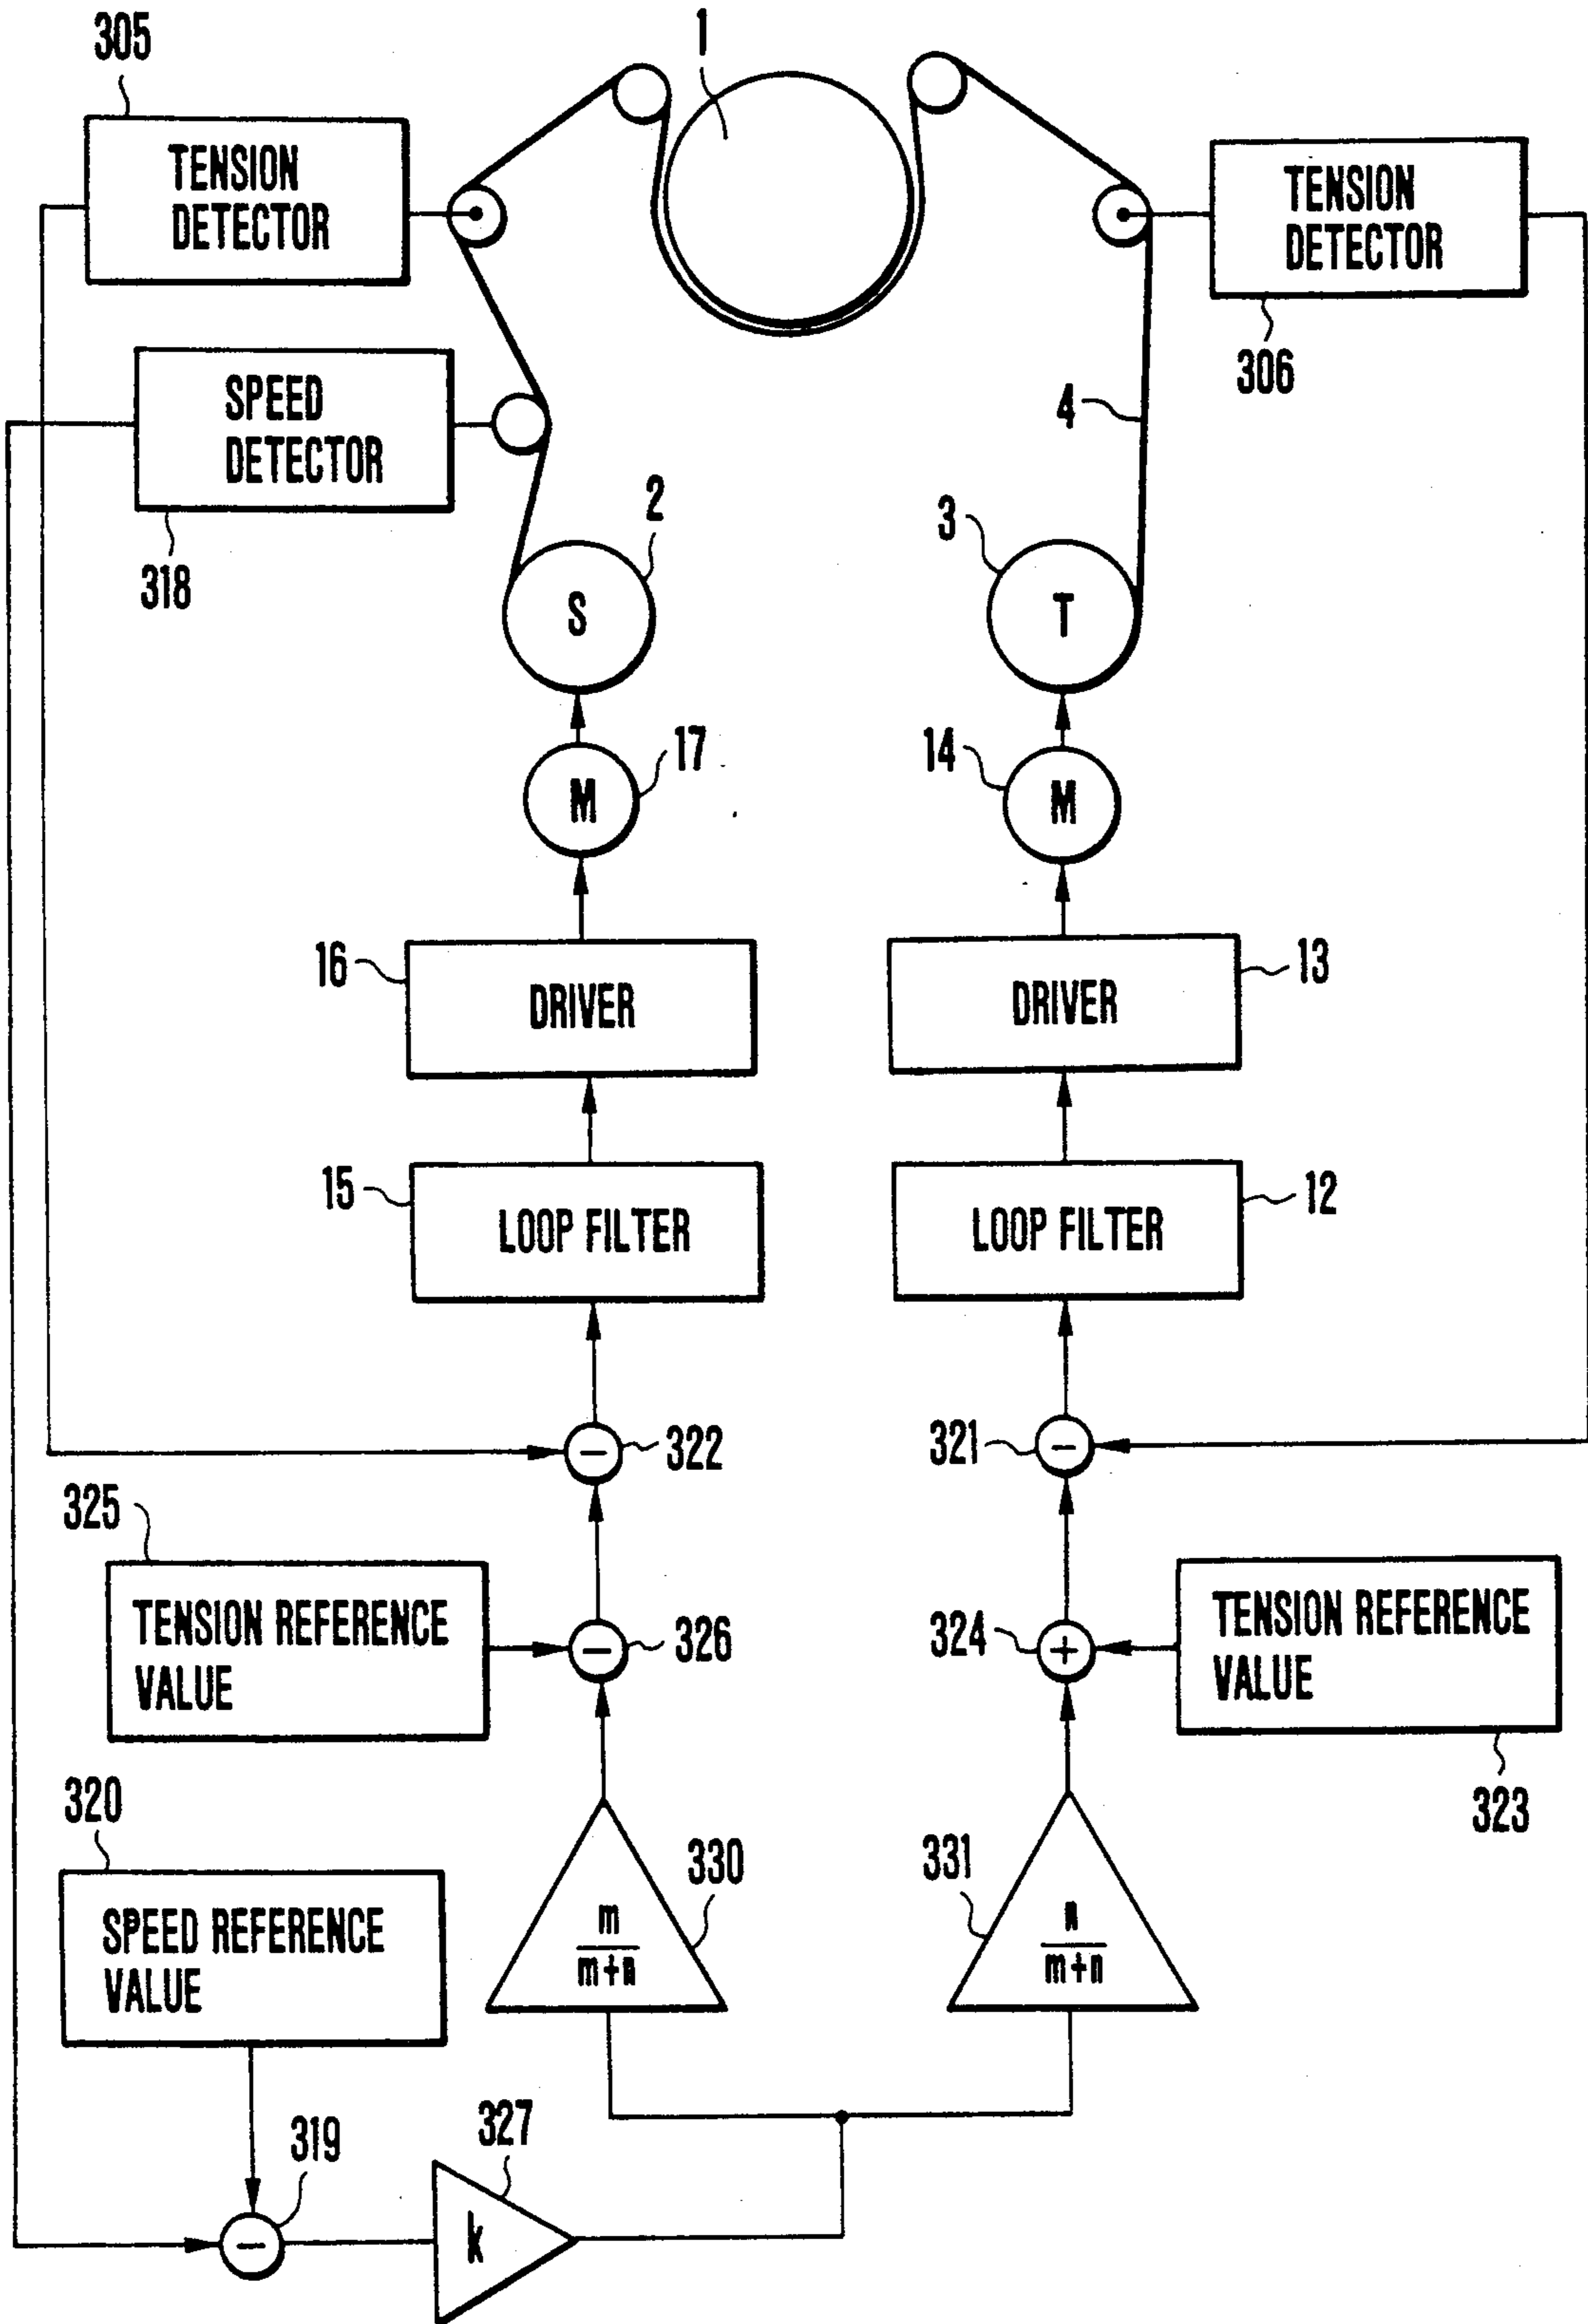 305
1
TENSION
DETECTOR
TENSION
DETECTOR
306
SPEED
DETECTOR
318
4
2
3
S
T
17
14
M
M
16
13
DRIVER
DRIVER
15
12
LOOP FILTER
LOOP FILTER
−
322
321
−
325
TENSION REFERENCE
VALUE
−
326
324
+
TENSION REFERENCE
VALUE
323
320
SPEED REFERENCE
VALUE
330
m
m+n
331
n
m+n
319
−
327
k